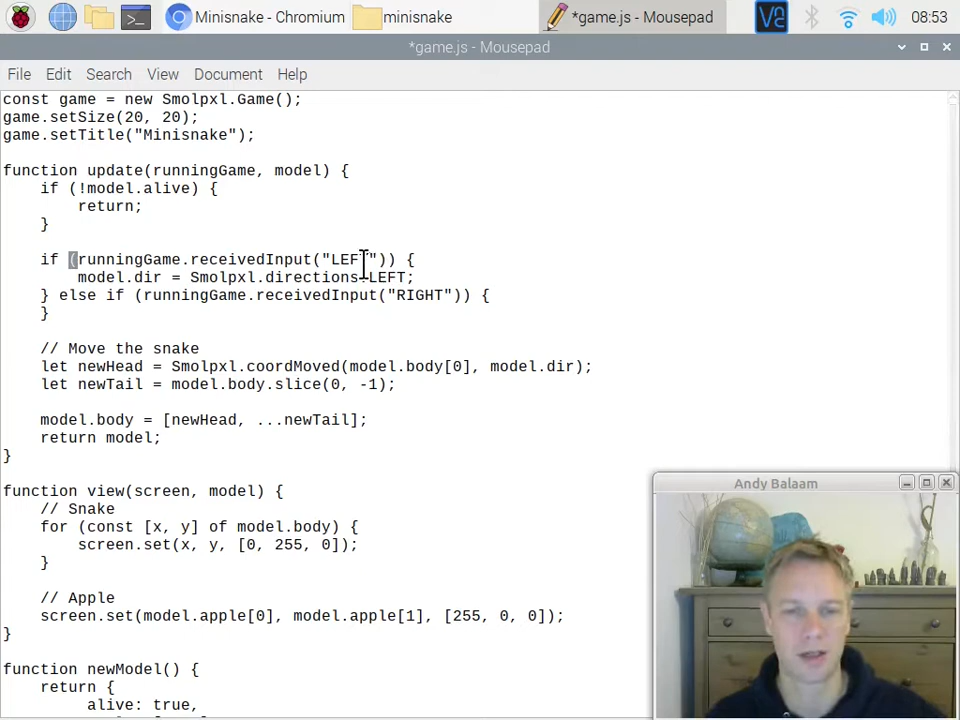 Minisnake - Chromium
minisnake
*game.js - Mousepad
08:53
*game.js - Mousepad
File Edit Search View Document Help
const game = new Smolpxl.Game();
game.setSize(20, 20);
game.setTitle("Minisnake");
function update(runningGame, model) {
    if (!model.alive) {
        return;
    }
    if (runningGame.receivedInput("LEFT")) {
        model.dir = Smolpxl.directions.LEFT;
    } else if (runningGame.receivedInput("RIGHT")) {
    }
    // Move the snake
    let newHead = Smolpxl.coordMoved(model.body[0], model.dir);
    let newTail = model.body.slice(0, -1);
    model.body = [newHead, ...newTail];
    return model;
}
function view(screen, model) {
    // Snake
    for (const [x, y] of model.body) {
        screen.set(x, y, [0, 255, 0]);
    }
    // Apple
    screen.set(model.apple[0], model.apple[1], [255, 0, 0]);
}
function newModel() {
    return {
        alive: true,
Andy Balaam